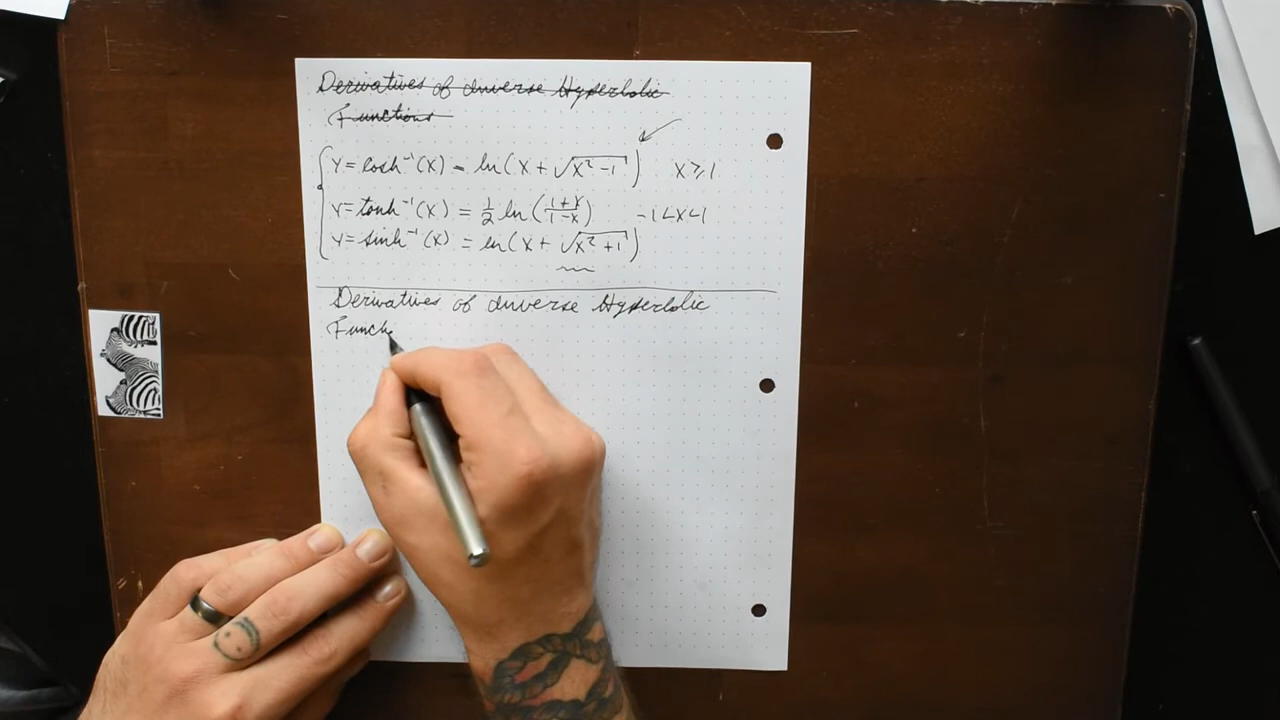 Derivatives of Inverse Hyperbolic
Functions
y = cosh⁻¹(x) = ln(x + √x² - 1) x ≥ 1
y = tanh⁻¹(x) = 1/2 ln(1+x/1-x) -1 < x < 1
y = sinh⁻¹(x) = ln(x + √x² + 1)
Derivatives of Inverse Hyperbolic
Funct